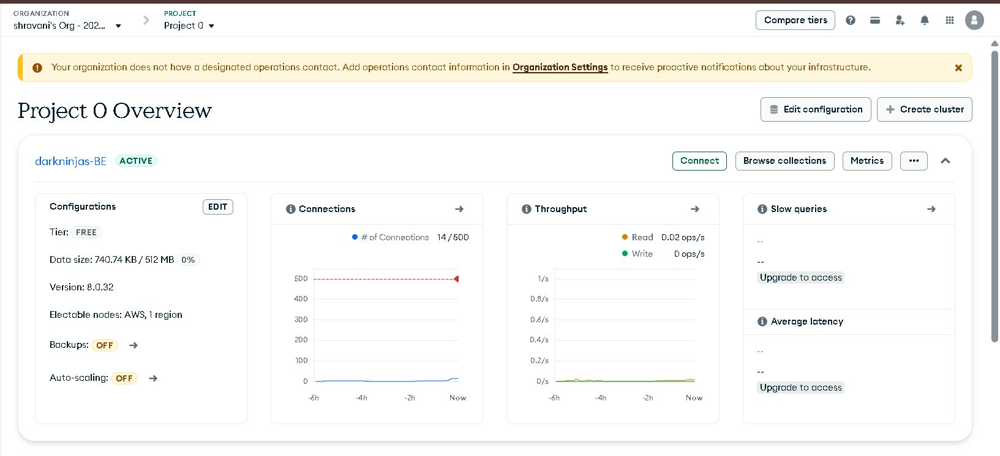 ORGANIZATION
shravani's Org - 202...
PROJECT
Project 0
Compare tiers
Your organization does not have a designated operations contact. Add operations contact information in Organization Settings to receive proactive notifications about your infrastructure.
Project 0 Overview
Edit configuration
Create cluster
darkninjas-BE
ACTIVE
Connect
Browse collections
Metrics
Configurations
EDIT
Tier: FREE
Data size: 740.74 KB / 512 MB 0%
Version: 8.0.32
Electable nodes: AWS, 1 region
Backups: OFF
Auto-scaling: OFF
Connections
# of Connections 14 / 500
500
400
300
200
100
0
-6h -4h -2h Now
Throughput
Read 0.02 ops/s
Write 0 ops/s
1/s
0.8/s
0.6/s
0.4/s
0.2/s
0/s
-6h -4h -2h Now
Slow queries
--
--
Upgrade to access
Average latency
--
--
Upgrade to access